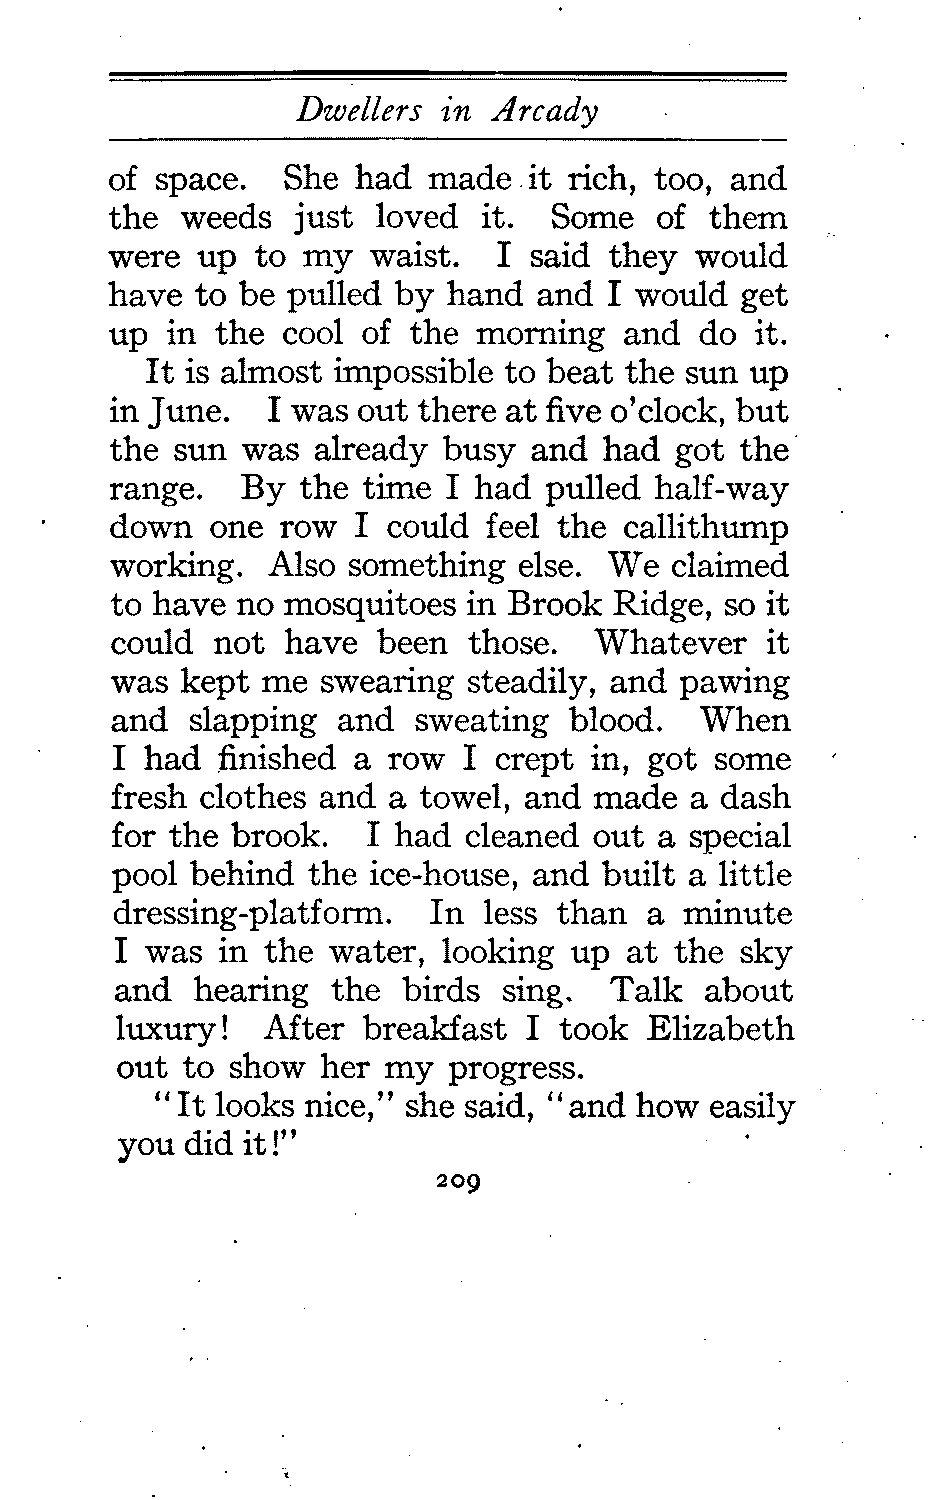 Dwellers in Arcady
of space. She had made it rich, too, and
the weeds just loved it. Some of them
were up to my waist. I said they would
have to be pulled by hand and I would get
up in the cool of the morning and do it.
It is almost impossible to beat the sun up
in June. I was out there at five o'clock, but
the sun was already busy and had got the
range. By the time I had pulled half-way
down one row I could feel the callithump
working. Also something else. We claimed
to have no mosquitoes in Brook Ridge, so it
could not have been those. Whatever it
was kept me swearing steadily, and pawing
and slapping and sweating blood. When
I had finished a row I crept in, got some
fresh clothes and a towel, and made a dash
for the brook. I had cleaned out a special
pool behind the ice-house, and built a little
dressing-platform. In less than a minute
I was in the water, looking up at the sky
and hearing the birds sing. Talk about
luxury! After breakfast I took Elizabeth
out to show her my progress.
"It looks nice," she said, "and how easily
you did it!"
209